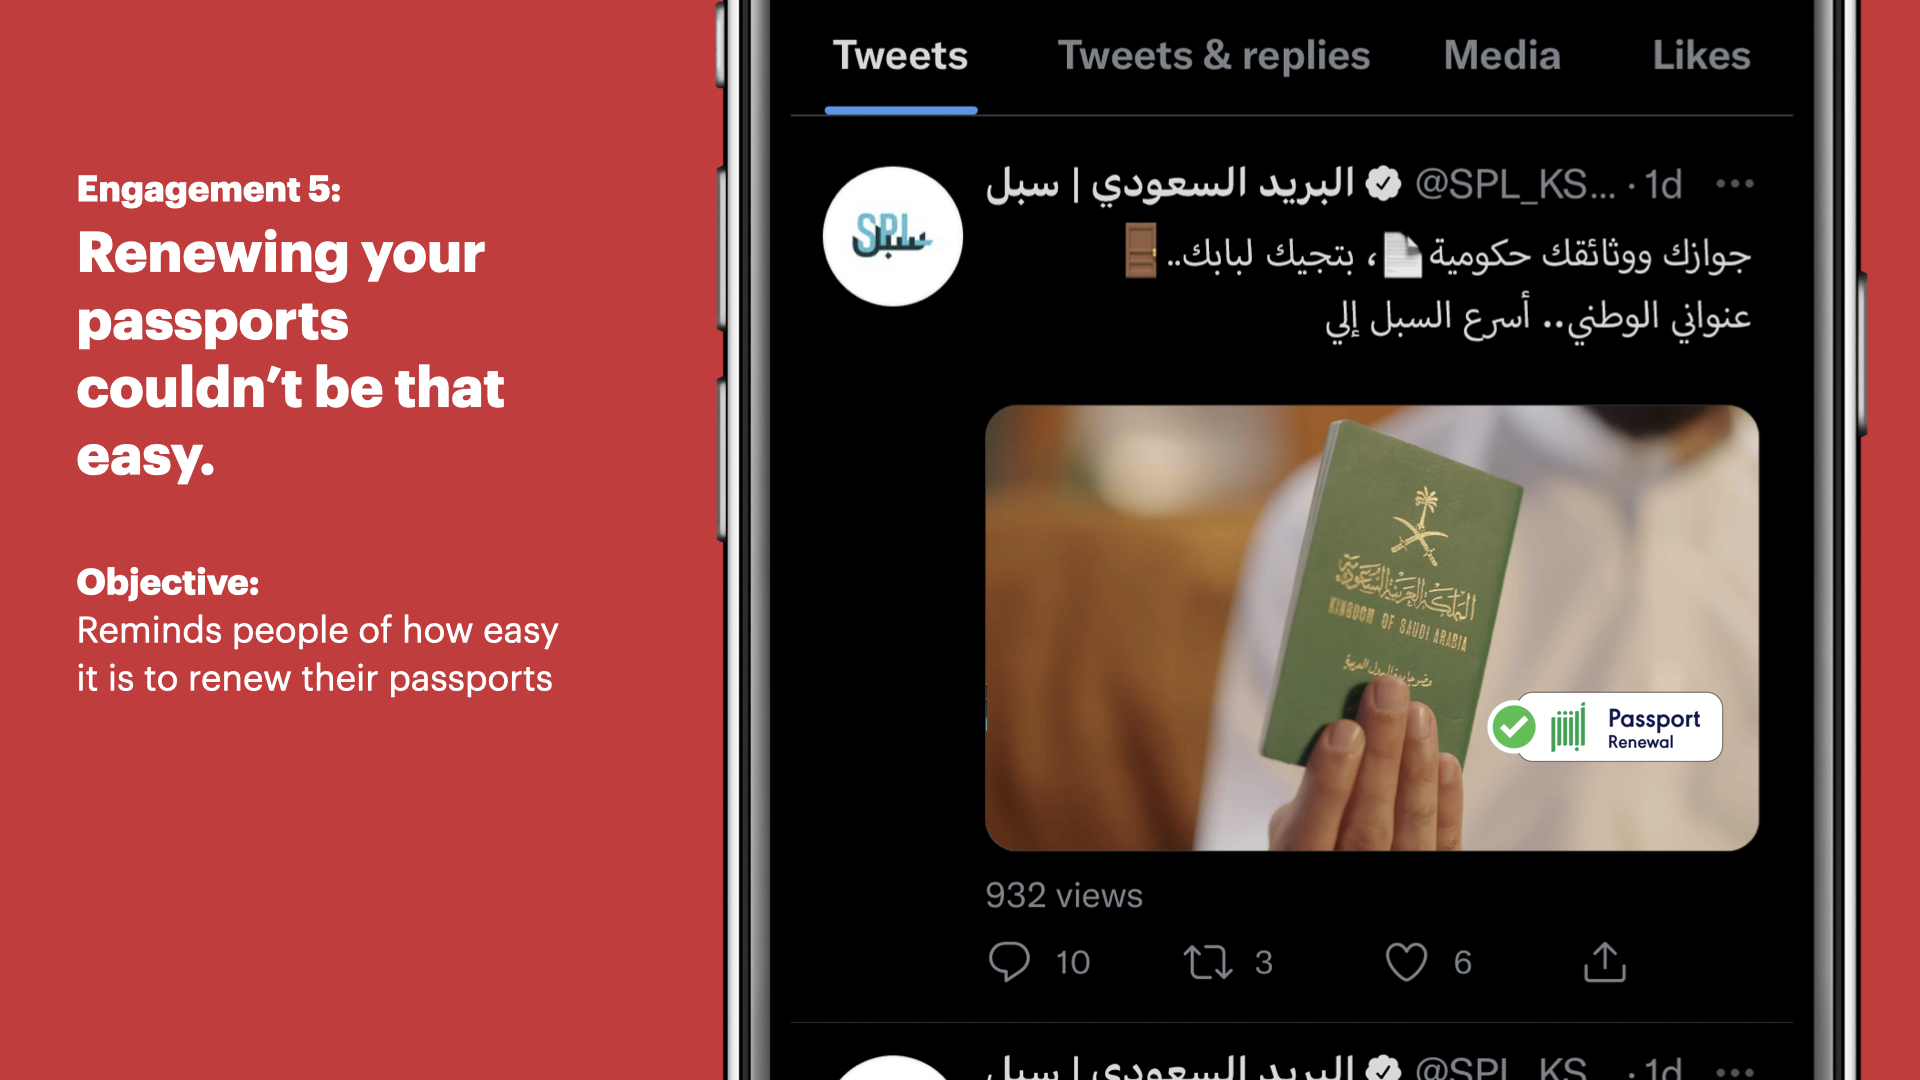 Engagement 5:
Renewing your
passports
couldn’t be that
easy.
Objective:
Reminds people of how easy
it is to renew their passports
Tweets Tweets & replies Media Likes
البريد السعودي | سبل @SPL_KS... · 1d
SPL سبل
جوازك ووثائقك حكومية📄، بتجيك لبابك..🚪
عنواني الوطني.. أسرع السبل إلي
المملكة العربية السعودية
KINGDOM OF SAUDI ARABIA
أبشر
Passport
Renewal
932 views
10 3 6
البريد السعودي | سبل @SPL_KS... · 1d